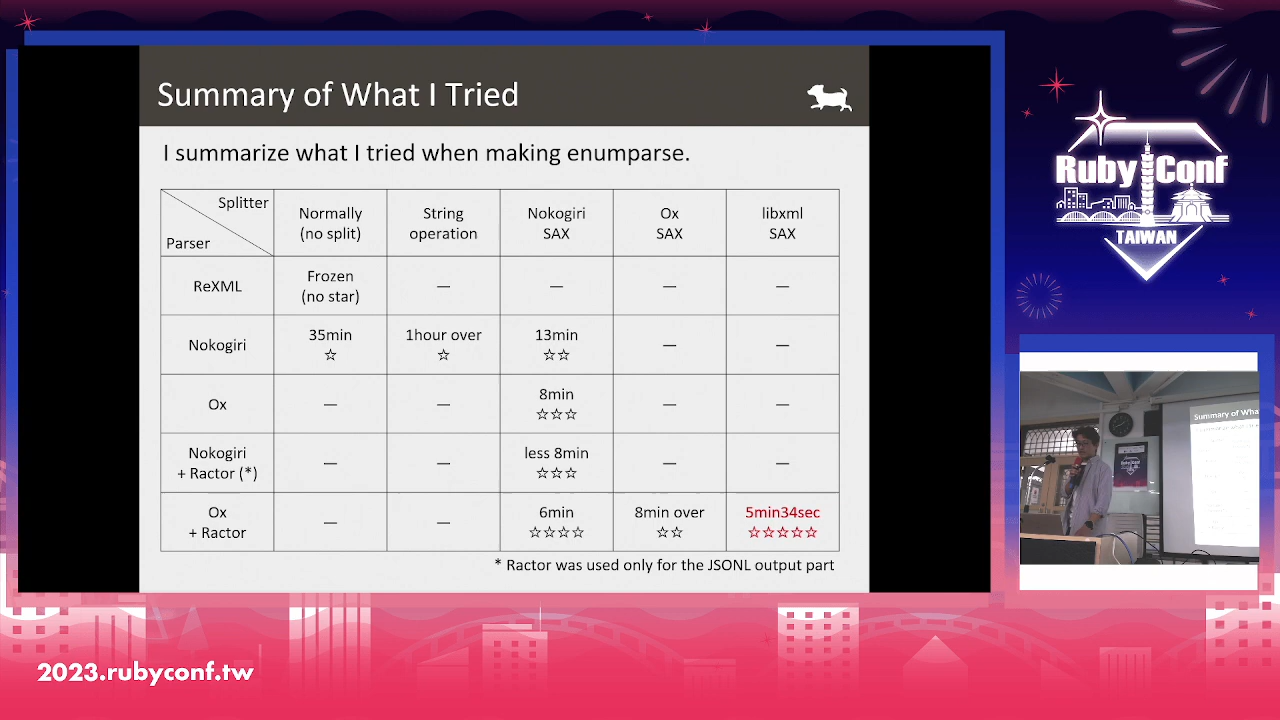 Summary of What I Tried
I summarize what I tried when making enumparse.
Splitter
Parser
Normally
(no split)
String
operation
Nokogiri
SAX
Ox
SAX
libxml
SAX
ReXML
Frozen
(no star)
—
—
—
—
Nokogiri
35min
☆
1hour over
☆
13min
☆☆
—
—
Ox
—
—
8min
☆☆☆
—
—
Nokogiri
+ Ractor (*)
—
—
less 8min
☆☆☆
—
—
Ox
+ Ractor
—
—
6min
☆☆☆☆
8min over
☆☆
5min34sec
☆☆☆☆☆
* Ractor was used only for the JSONL output part
RubyConf
TAIWAN
Summary of Wha
2023.rubyconf.tw